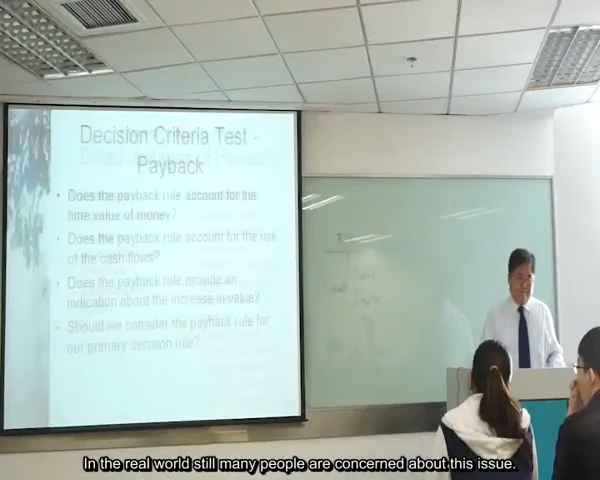 Decision Criteria Test -
Payback
• Does the payback rule account for the
time value of money?
• Does the payback rule account for the risk
of the cash flows?
• Does the payback rule provide an
indication about the increase in value?
• Should we consider the payback rule for
our primary decision rule?
In the real world still many people are concerned about this issue.